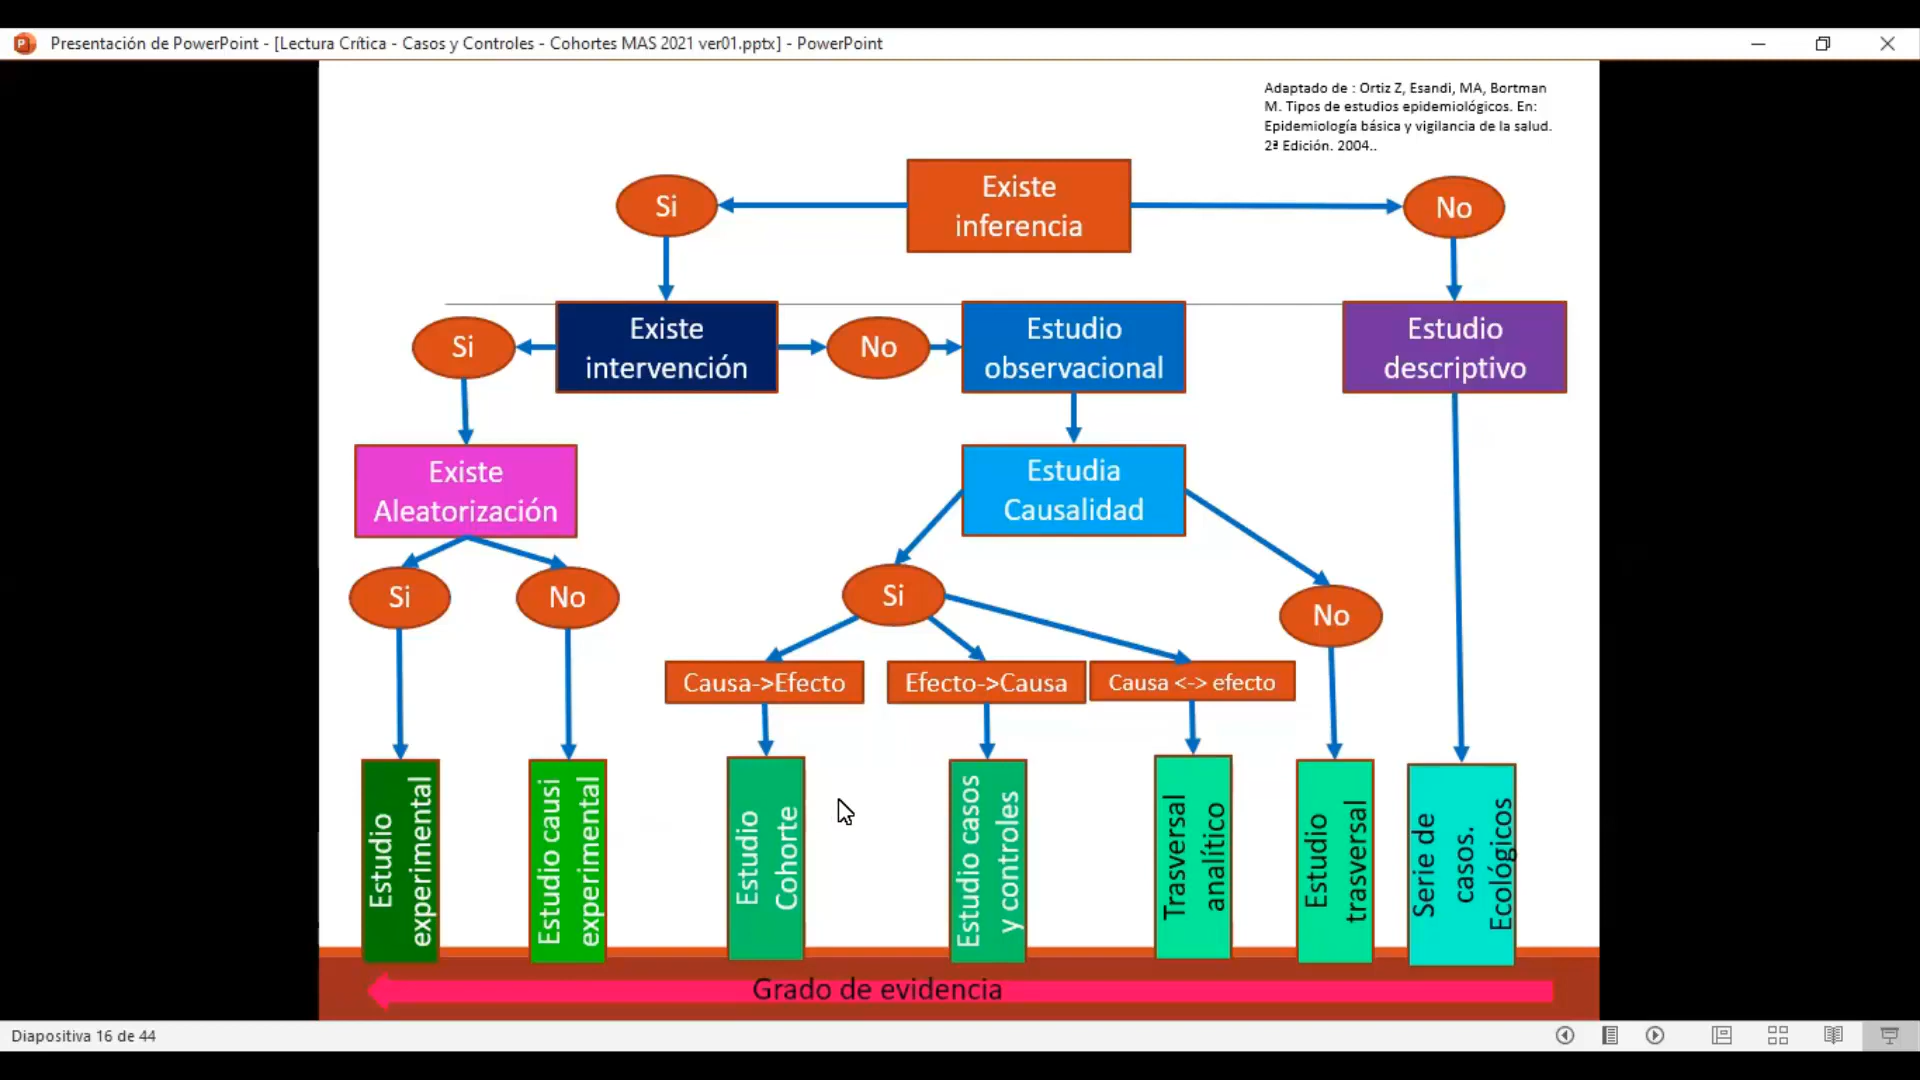 Presentación de PowerPoint - [Lectura Crítica - Casos y Controles - Cohortes MAS 2021 ver01.pptx] - PowerPoint
Adaptado de : Ortiz Z, Esandi, MA, Bortman
M. Tipos de estudios epidemiológicos. En:
Epidemiología básica y vigilancia de la salud.
2ª Edición. 2004..
Existe
inferencia
Si
No
Existe
intervención
Si
No
Estudio
observacional
Estudio
descriptivo
Existe
Aleatorización
Estudia
Causalidad
Si
No
Si
No
Causa->Efecto
Efecto->Causa
Causa <-> efecto
Estudio
experimental
Estudio causi
experimental
Estudio
Cohorte
Estudio casos
y controles
Trasversal
analítico
Estudio
trasversal
Serie de
casos.
Ecológicos
Grado de evidencia
Diapositiva 16 de 44